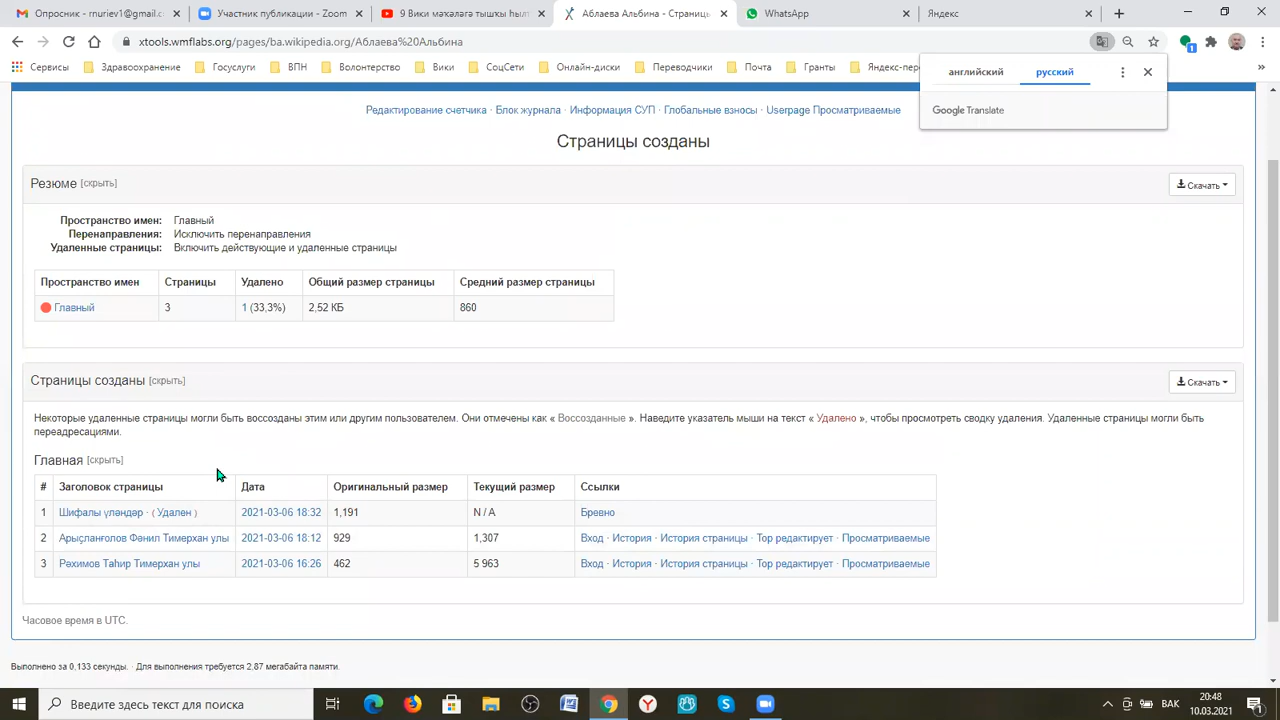 Опросник - nruriev1@gmail.c
Участник публикации - Zoom
9 Вики мәҡәләгә тышҡы һылт
Аблаева Альбина - Страницы
WhatsApp
Яндекс
xtools.wmflabs.org/pages/ba.wikipedia.org/Аблаева%20Альбина
Сервисы Здравоохранение Госуслуги ВПН Волонтерство Вики СоцСети Онлайн-диски Переводчики Почта Гранты Яндекс-пере »
английский русский
Google Translate
Редактирование счетчика · Блок журнала · Информация СУП · Глобальные взносы · Userpage Просматриваемые
Страницы созданы
Резюме [скрыть]
Скачать
Пространство имен: Главный
Перенаправления: Исключить перенаправления
Удаленные страницы: Включить действующие и удаленные страницы
Пространство имен Страницы Удалено Общий размер страницы Средний размер страницы
Главный 3 1 (33,3%) 2,52 КБ 860
Страницы созданы [скрыть]
Скачать
Некоторые удаленные страницы могли быть воссозданы этим или другим пользователем. Они отмечены как « Воссозданные ». Наведите указатель мыши на текст « Удалено », чтобы просмотреть сводку удаления. Удаленные страницы могли быть
переадресациями.
Главная [скрыть]
# Заголовок страницы Дата Оригинальный размер Текущий размер Ссылки
1 Шифалы үләндәр · ( Удален ) 2021-03-06 18:32 1,191 N / A Бревно
2 Арыҫланғолов Фәнил Тимерхан улы 2021-03-06 18:12 929 1,307 Вход · История · История страницы · Top редактирует · Просматриваемые
3 Рәхимов Таһир Тимерхан улы 2021-03-06 16:26 462 5 963 Вход · История · История страницы · Top редактирует · Просматриваемые
Часовое время в UTC.
Выполнено за 0,133 секунды. · Для выполнения требуется 2,87 мегабайта памяти.
Введите здесь текст для поиска
ВАК
20:48
10.03.2021